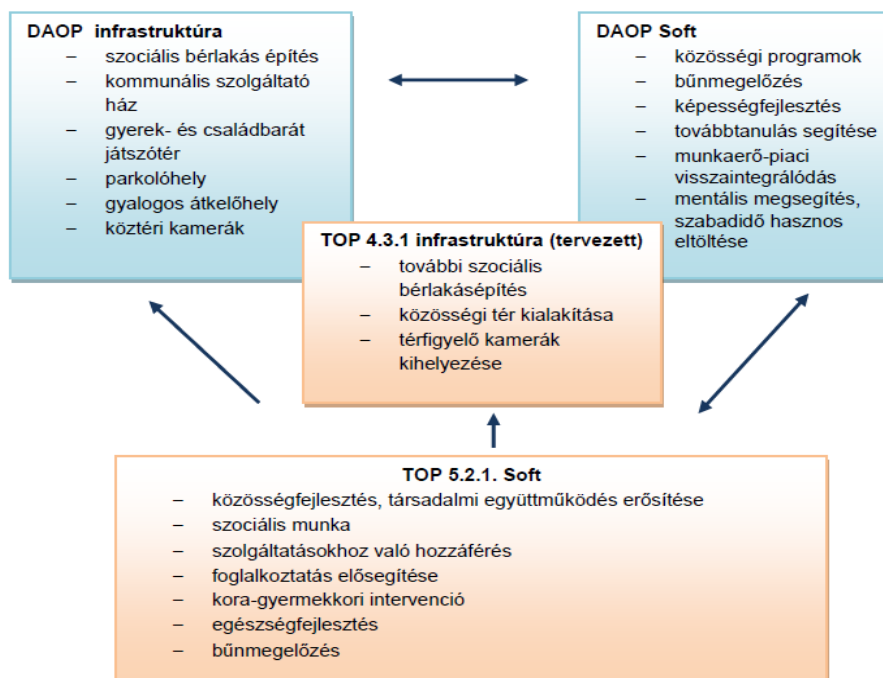 DAOP infrastruktúra
– szociális bérlakás építés
– kommunális szolgáltató
ház
– gyerek- és családbarát
játszótér
– parkolóhely
– gyalogos átkelőhely
– köztéri kamerák
DAOP Soft
– közösségi programok
– bűnmegelőzés
– képességfejlesztés
– továbbtanulás segítése
– munkaerő-piaci
visszaintegrálódás
– mentális megsegítés,
szabadidő hasznos
eltöltése
TOP 4.3.1 infrastruktúra (tervezett)
– további szociális
bérlakásépítés
– közösségi tér kialakítása
– térfigyelő kamerák
kihelyezése
TOP 5.2.1. Soft
– közösségfejlesztés, társadalmi együttműködés erősítése
– szociális munka
– szolgáltatásokhoz való hozzáférés
– foglalkoztatás elősegítése
– kora-gyermekkori intervenció
– egészségfejlesztés
– bűnmegelőzés